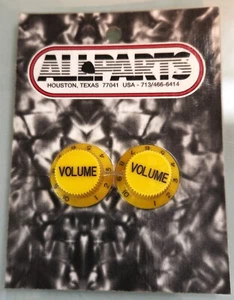 ALLPARTS
HOUSTON, TEXAS 77041 USA - 713/466-6414
VOLUME
VOLUME